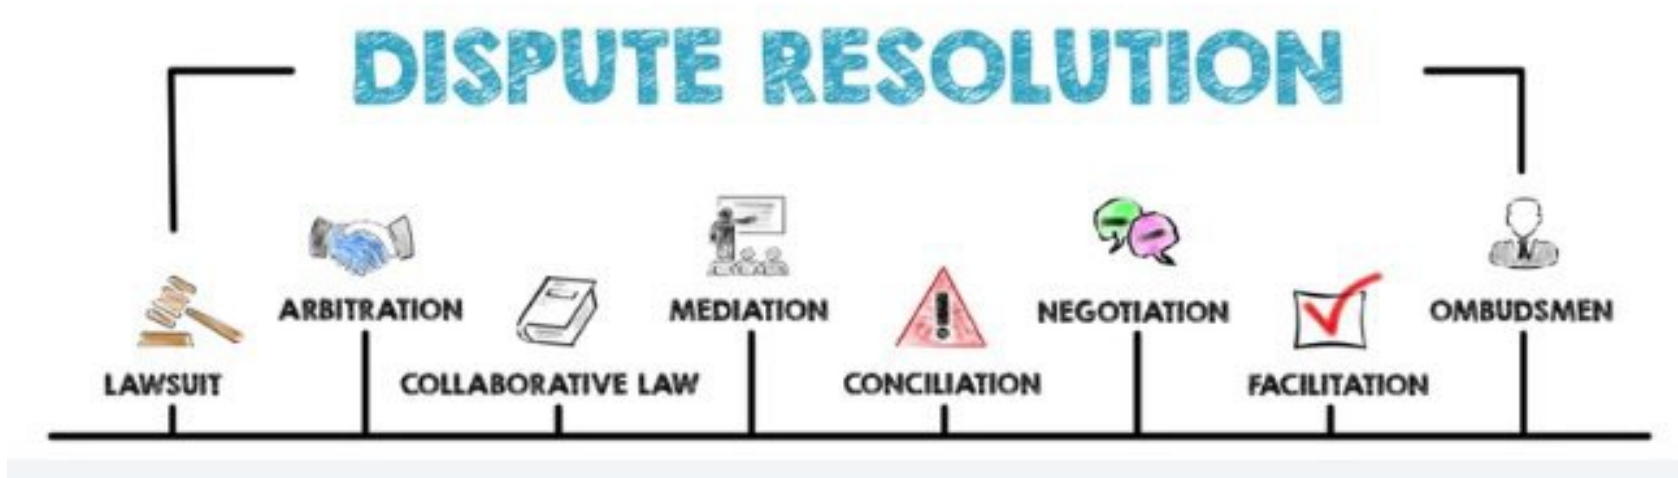 DISPUTE RESOLUTION
LAWSUIT
ARBITRATION
COLLABORATIVE LAW
MEDIATION
CONCILIATION
NEGOTIATION
FACILITATION
OMBUDSMEN